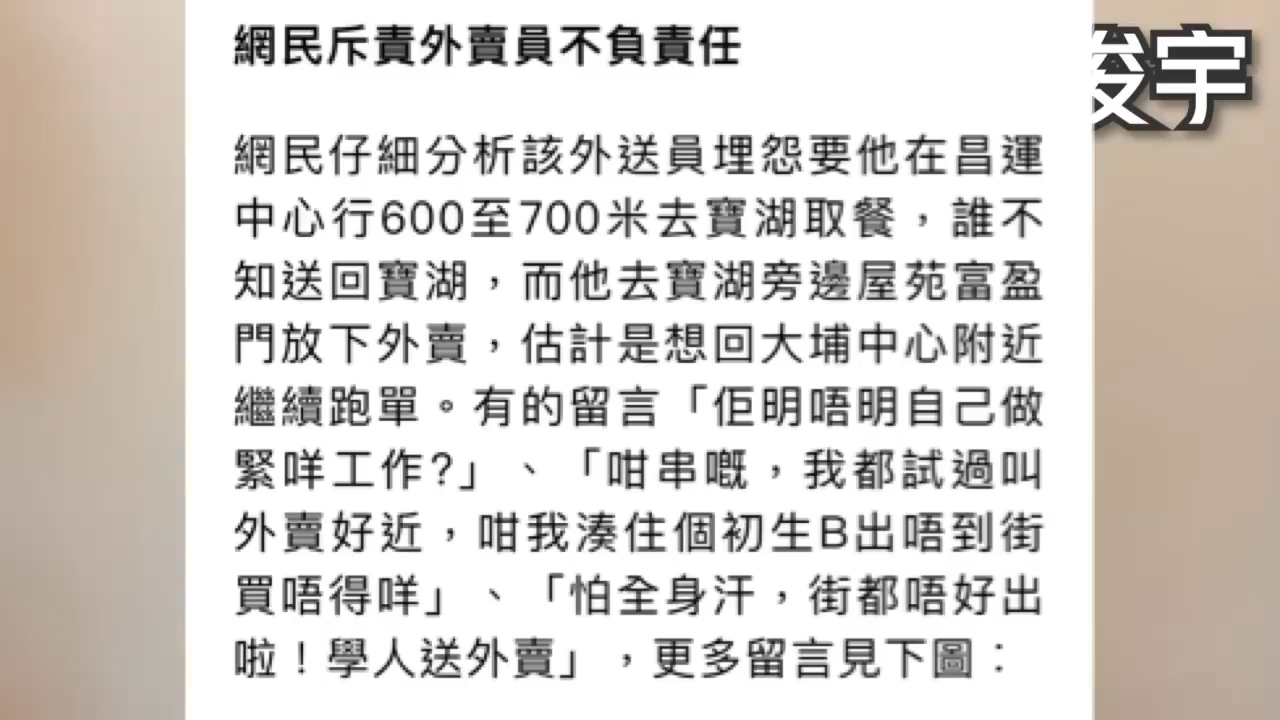 網民斥責外賣員不負責任
俊宇
網民仔細分析該外送員埋怨要他在昌運
中心行600至700米去寶湖取餐，誰不
知送回寶湖，而他去寶湖旁邊屋苑富盈
門放下外賣，估計是想回大埔中心附近
繼續跑單。有的留言「佢明唔明自己做
緊咩工作?」、「咁串嘅，我都試過叫
外賣好近，咁我湊住個初生B出唔到街
買唔得咩」、「怕全身汗，街都唔好出
啦！學人送外賣」，更多留言見下圖：